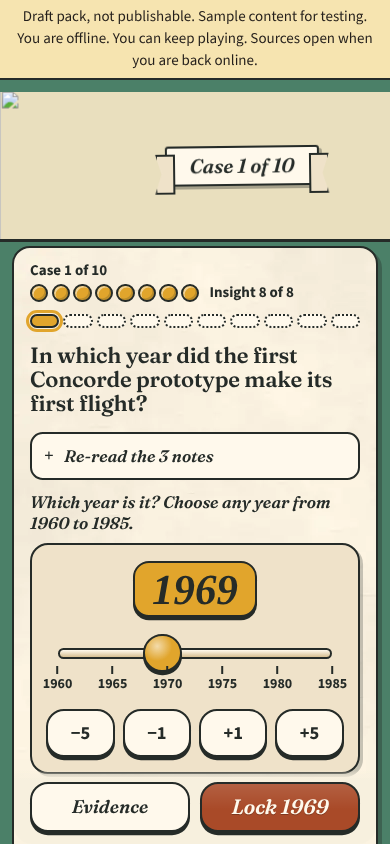 Draft pack, not publishable. Sample content for testing.
You are offline. You can keep playing. Sources open when
you are back online.
Case 1 of 10
Case 1 of 10
Insight 8 of 8
In which year did the first
Concorde prototype make its
first flight?
+ Re-read the 3 notes
Which year is it? Choose any year from
1960 to 1985.
1969
1960 1965 1970 1975 1980 1985
−5 −1 +1 +5
Evidence Lock 1969